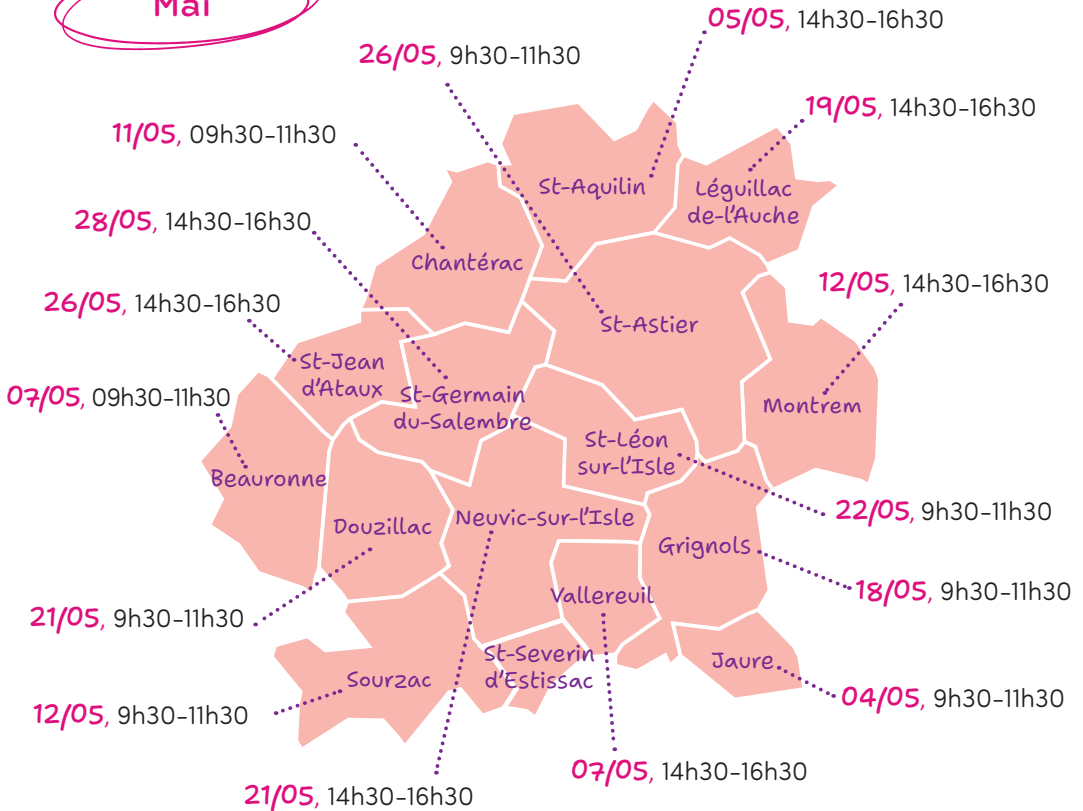 Mai
05/05, 14h30-16h30
26/05, 9h30-11h30
19/05, 14h30-16h30
11/05, 09h30-11h30
St-Aquilin
Léguillac
de-l'Auche
28/05, 14h30-16h30
Chantérac
12/05, 14h30-16h30
26/05, 14h30-16h30
St-Astier
St-Jean
d'Ataux
07/05, 09h30-11h30
St-Germain
du-Salembre
Montrem
St-Léon
sur-l'Isle
Beauronne
22/05, 9h30-11h30
Douzillac
Neuvic-sur-l'Isle
Grignols
18/05, 9h30-11h30
Vallereuil
21/05, 9h30-11h30
St-Severin
d'Estissac
Jaure
Sourzac
04/05, 9h30-11h30
12/05, 9h30-11h30
07/05, 14h30-16h30
21/05, 14h30-16h30